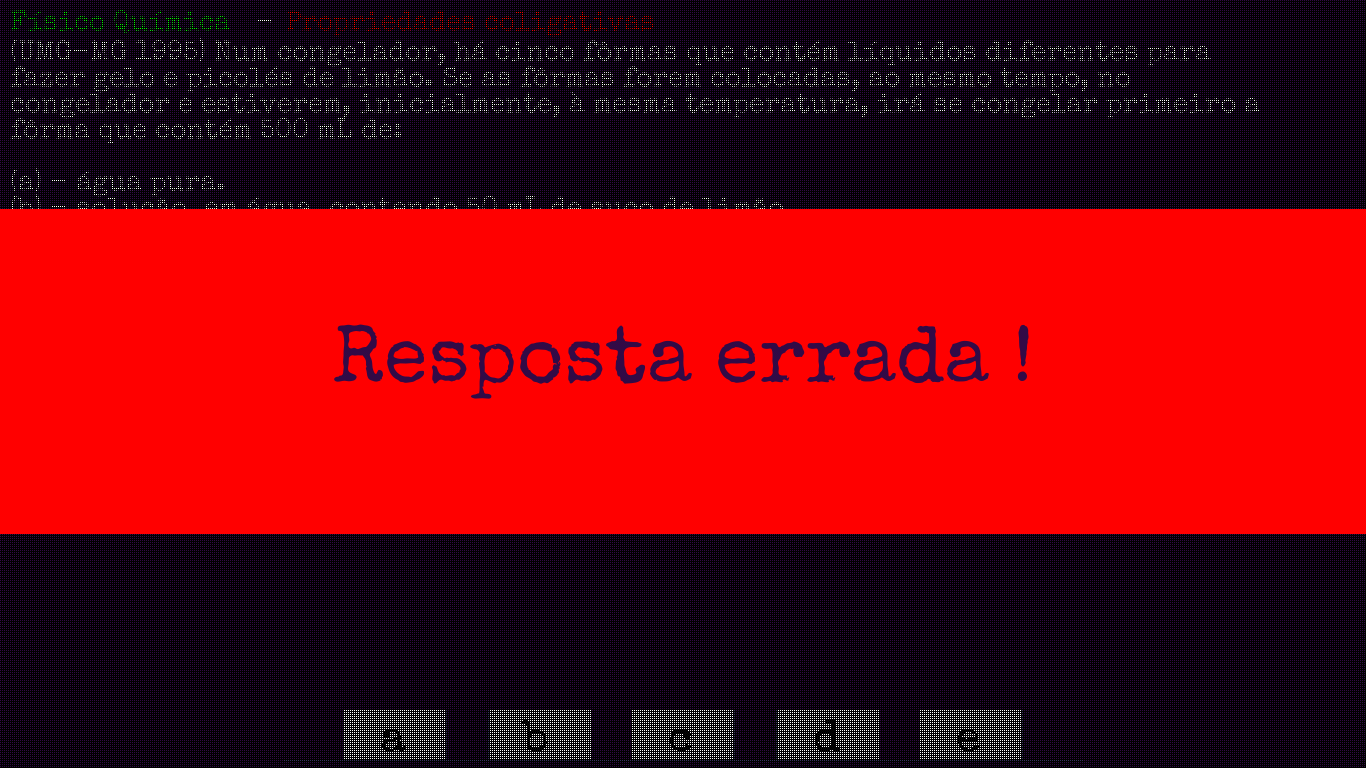 Físico Química - Propriedades coligativas
(UMG-MG 1995) Num congelador, há cinco fôrmas que contém líquidos diferentes para
fazer gelo e picolés de limão. Se as fôrmas forem colocadas, ao mesmo tempo, no
congelador e estiverem, inicialmente, à mesma temperatura, irá se congelar primeiro a
fôrma que contém 500 mL de:
(a) - água pura.
(b) - solução, em água, contendo 50 mL de suco de limão.
Resposta errada !
a b c d e